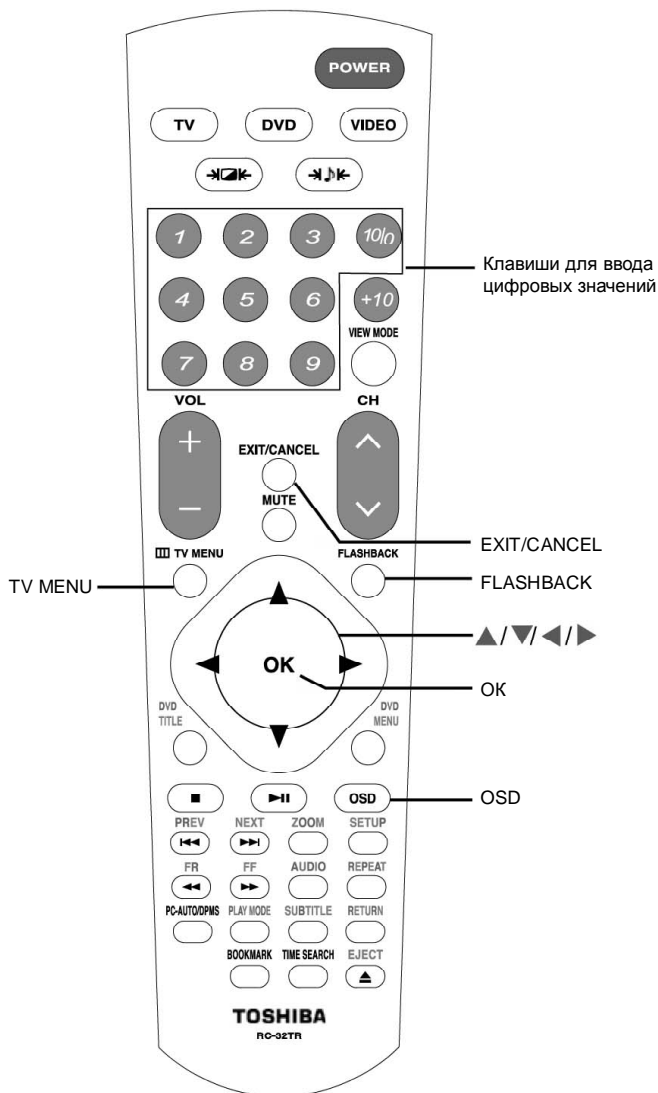 POWER
TV DVD VIDEO
1 2 3 10/0
Клавиши для ввода
цифровых значений
4 5 6 +10
VIEW MODE
7 8 9
VOL CH
+
EXIT/CANCEL
−
MUTE
TV MENU FLASHBACK
EXIT/CANCEL
TV MENU
FLASHBACK
▲/▼/◀/▶
OK
OK
DVD
TITLE
DVD
MENU
OSD
OSD
PREV NEXT ZOOM SETUP
FR FF AUDIO REPEAT
PC-AUTO/DPMS PLAY MODE SUBTITLE RETURN
BOOKMARK TIME SEARCH EJECT
TOSHIBA
RC-32TR